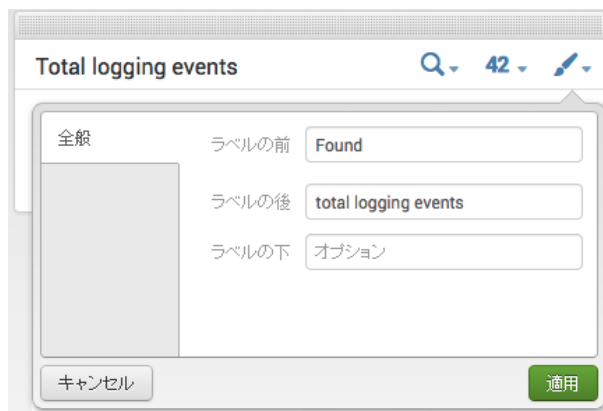 Total logging events 42
全般
ラベルの前 Found
ラベルの後 total logging events
ラベルの下 オプション
キャンセル 適用